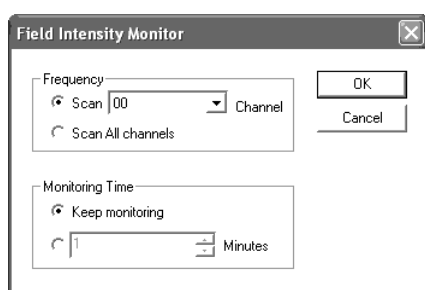 Field Intensity Monitor
Frequency
Scan 00 Channel
Scan All channels
OK
Cancel
Monitoring Time
Keep monitoring
1 Minutes